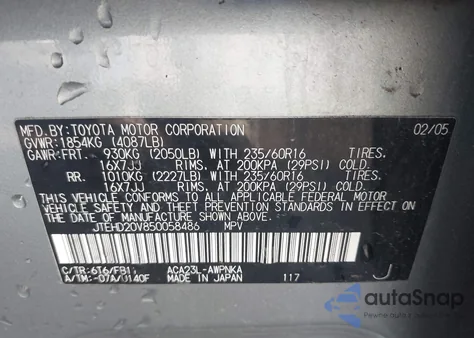 MFD.BY:TOYOTA MOTOR CORPORATION 02/05
GVWR:1854KG (4087LB)
GAWR:FRT. 930KG (2050LB) WITH 235/60R16 TIRES.
16X7JJ RIMS. AT 200KPA (29PSI) COLD.
RR. 1010KG (2227LB) WITH 235/60R16 TIRES.
16X7JJ RIMS. AT 200KPA (29PSI) COLD.
THIS VEHICLE CONFORMS TO ALL APPLICABLE FEDERAL MOTOR
VEHICLE SAFETY, BUMPER, AND THEFT PREVENTION STANDARDS
IN EFFECT ON THE DATE OF MANUFACTURE SHOWN ABOVE.
JTEHD20V850058486 MPV
C/TR:6T6/FB1 ACA23L-AWPNKA
A/TM:-07A/U140F MADE IN JAPAN 117 J
autoSnap